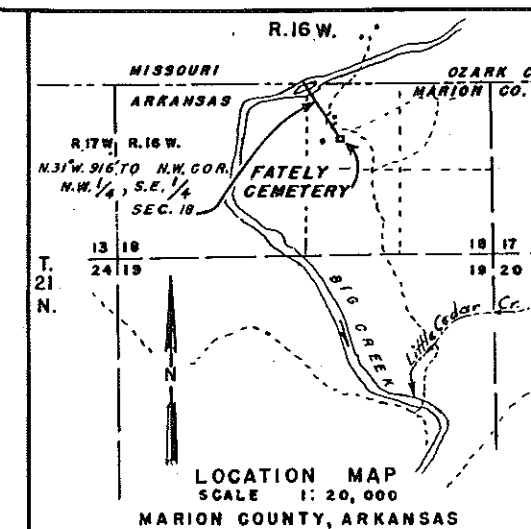 R.16 W.
MISSOURI
OZARK C
ARKANSAS
MARION CO.
R.17W. R.16 W.
N.31°W. 916' TO N.W. COR.
N.W. 1/4, S.E. 1/4
SEC. 18
FATELY
CEMETERY
13 18
24 19
18 17
19 20
T.
21
N.
BIG CREEK
Little Cedar Cr.
N
LOCATION MAP
SCALE 1: 20,000
MARION COUNTY, ARKANSAS